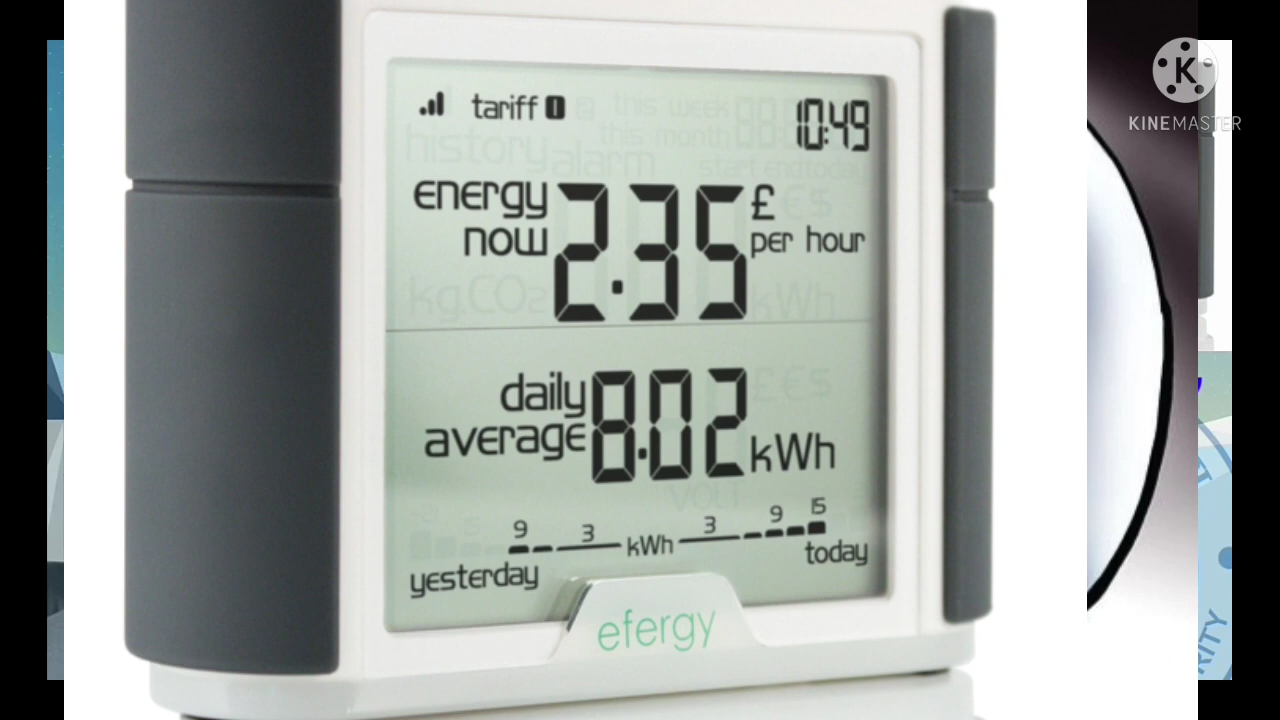 KINEMASTER
tariff 1
10:49
energy now 2.35 £ per hour
daily average 8.02 kWh
9 3 kWh 3 9 15
yesterday today
efergy
RITY